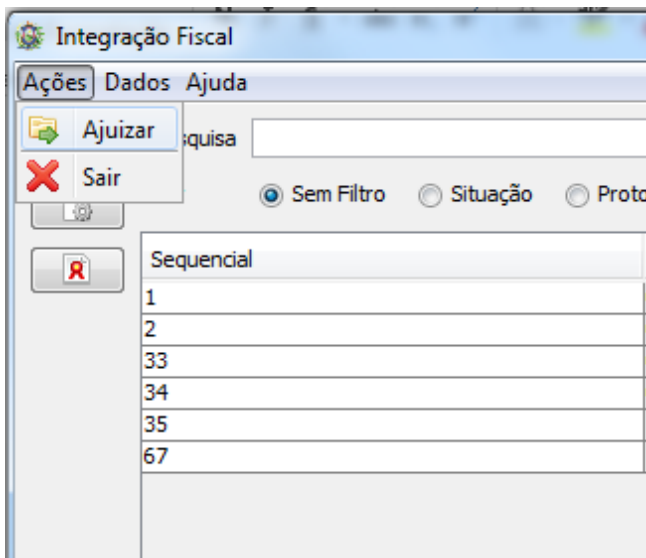 Integração Fiscal
Ações Dados Ajuda
Ajuizar
Sair
quisa
Sem Filtro Situação Proto
Sequencial
1
2
33
34
35
67